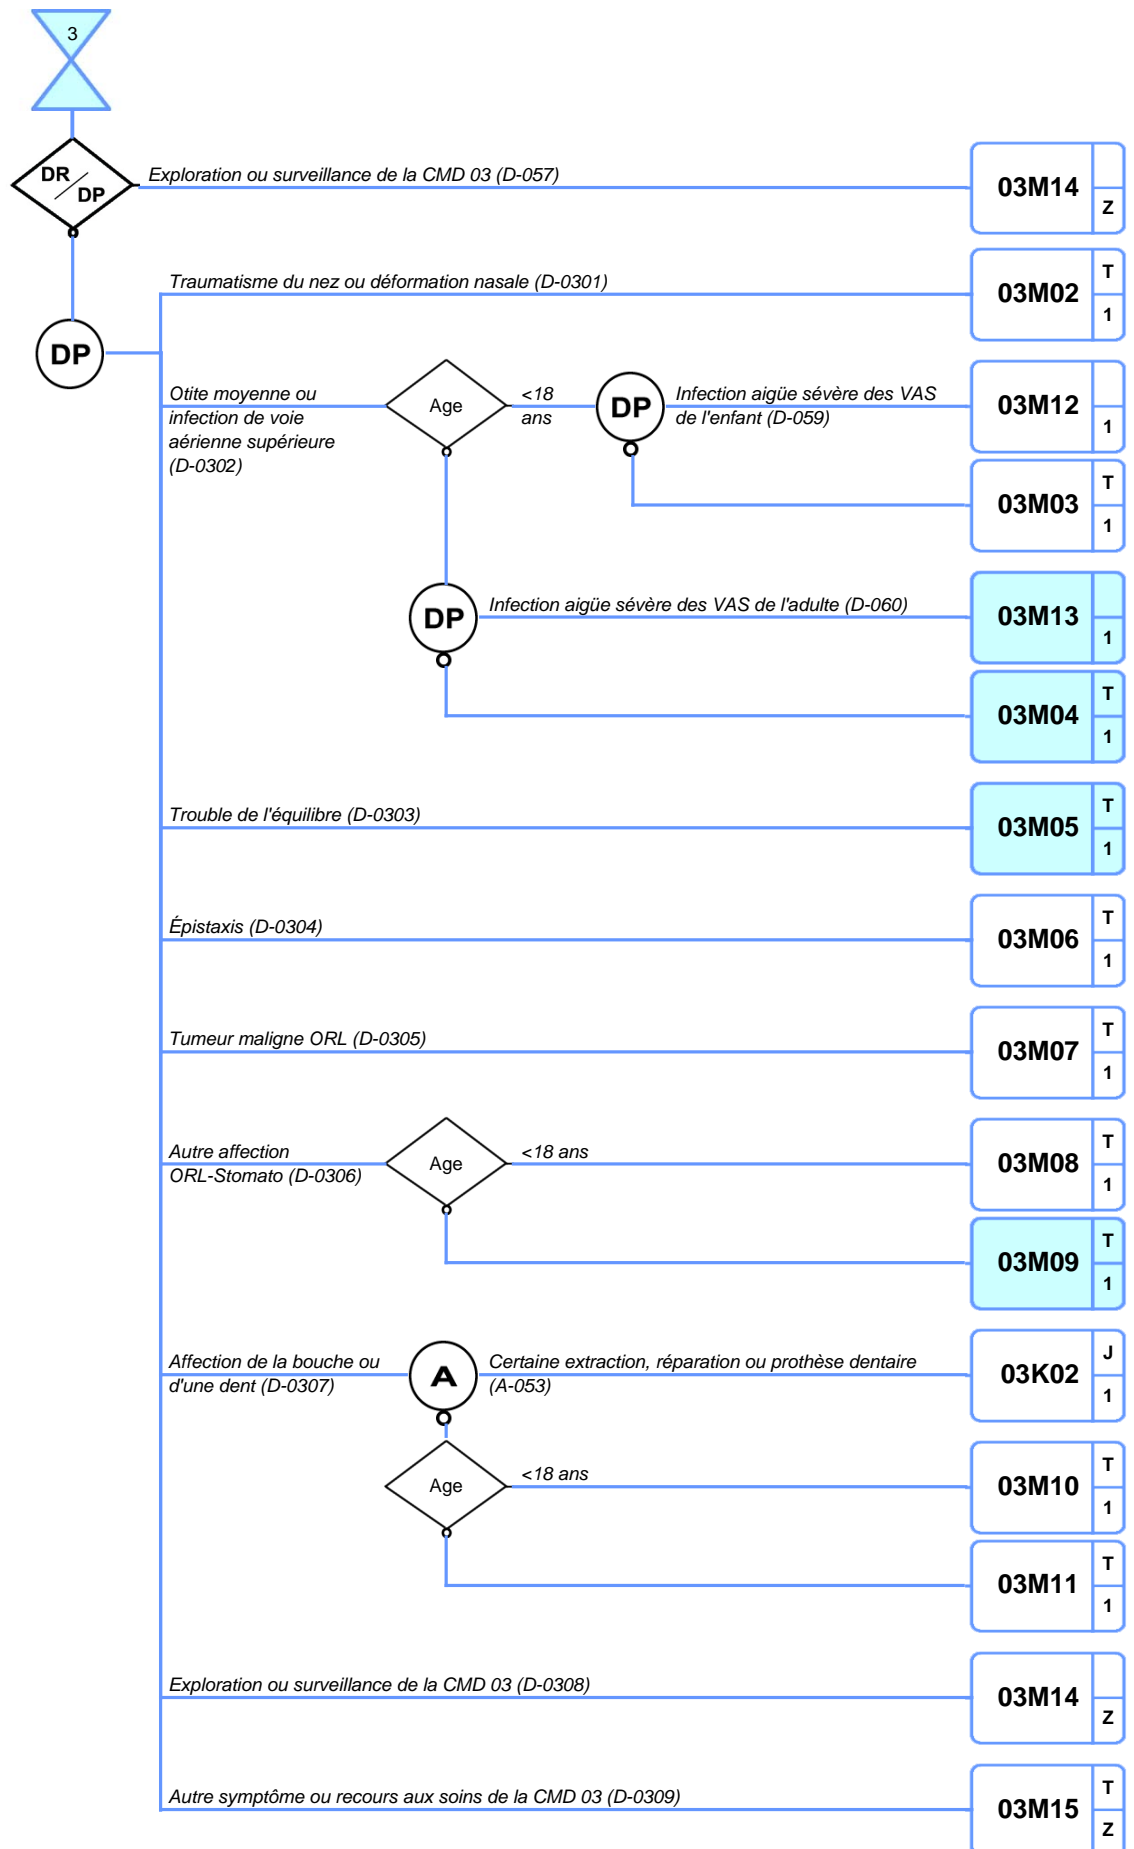 3
DR
DP
Exploration ou surveillance de la CMD 03 (D-057)
03M14
Z
Traumatisme du nez ou déformation nasale (D-0301)
03M02
T
1
DP
Otite moyenne ou
infection de voie
aérienne supérieure
(D-0302)
Age
<18
ans
DP
Infection aigüe sévère des VAS
de l'enfant (D-059)
03M12
1
03M03
T
1
DP
Infection aigüe sévère des VAS de l'adulte (D-060)
03M13
1
03M04
T
1
Trouble de l'équilibre (D-0303)
03M05
T
1
Épistaxis (D-0304)
03M06
T
1
Tumeur maligne ORL (D-0305)
03M07
T
1
Autre affection
ORL-Stomato (D-0306)
Age
<18 ans
03M08
T
1
03M09
T
1
Affection de la bouche ou
d'une dent (D-0307)
A
Certaine extraction, réparation ou prothèse dentaire
(A-053)
03K02
J
1
Age
<18 ans
03M10
T
1
03M11
T
1
Exploration ou surveillance de la CMD 03 (D-0308)
03M14
Z
Autre symptôme ou recours aux soins de la CMD 03 (D-0309)
03M15
T
Z